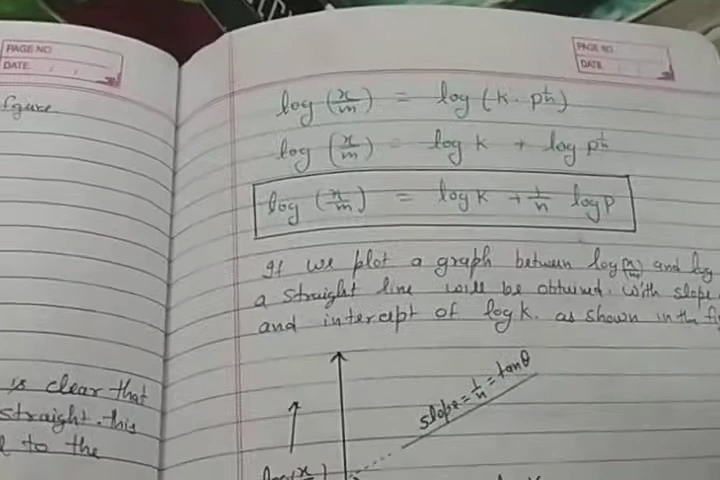 PAGE NO
DATE
figure
is clear that
straight. this
to the
PAGE NO
DATE
log (x/m) = log (k. p^1/n)
log (x/m) = log k + log p^1/n
log (x/m) = log k + 1/n log P
If we plot a graph between log (x/m) and log
a straight line will be obtained. with slope
and intercept of log k. as shown in the
slope = 1/n = tan θ
log (x